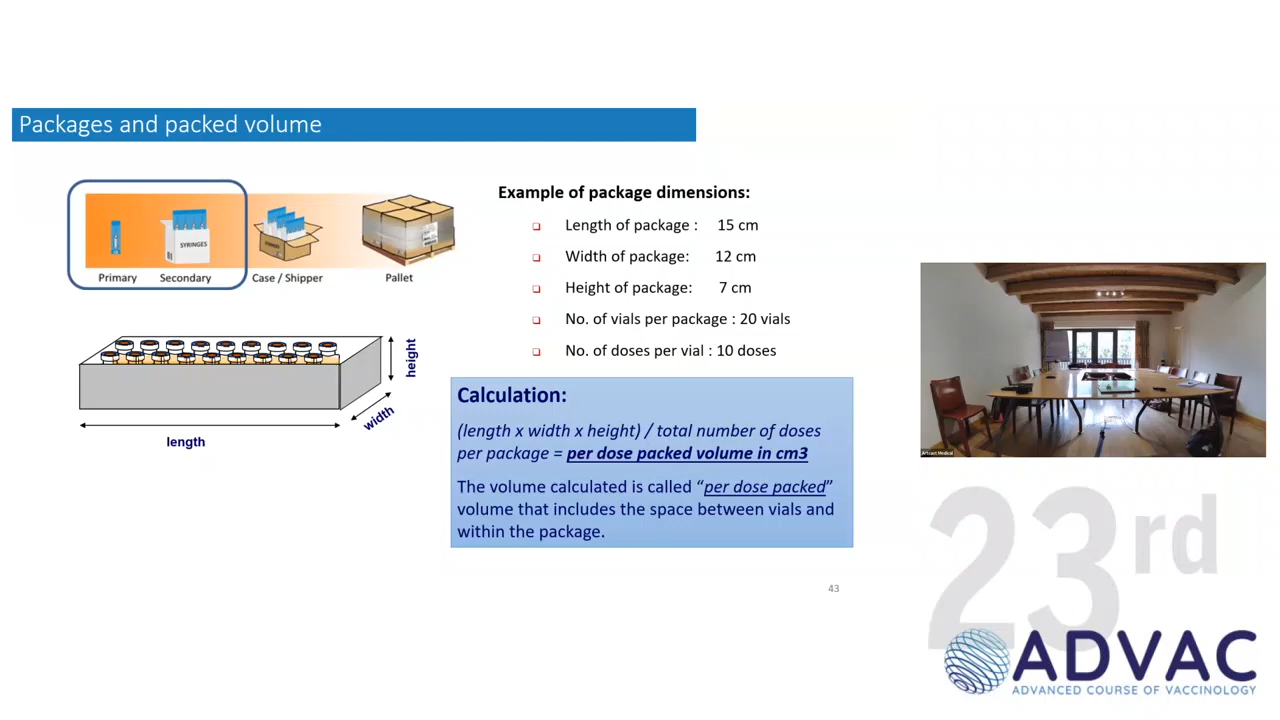 Packages and packed volume
SYRINGES
Primary
Secondary
Case / Shipper
Pallet
length
width
height
Example of package dimensions:
Length of package : 15 cm
Width of package: 12 cm
Height of package: 7 cm
No. of vials per package : 20 vials
No. of doses per vial : 10 doses
Calculation:
(length x width x height) / total number of doses
per package = per dose packed volume in cm3
The volume calculated is called “per dose packed”
volume that includes the space between vials and
within the package.
43
Artcast Medical
23rd
ADVAC
ADVANCED COURSE OF VACCINOLOGY